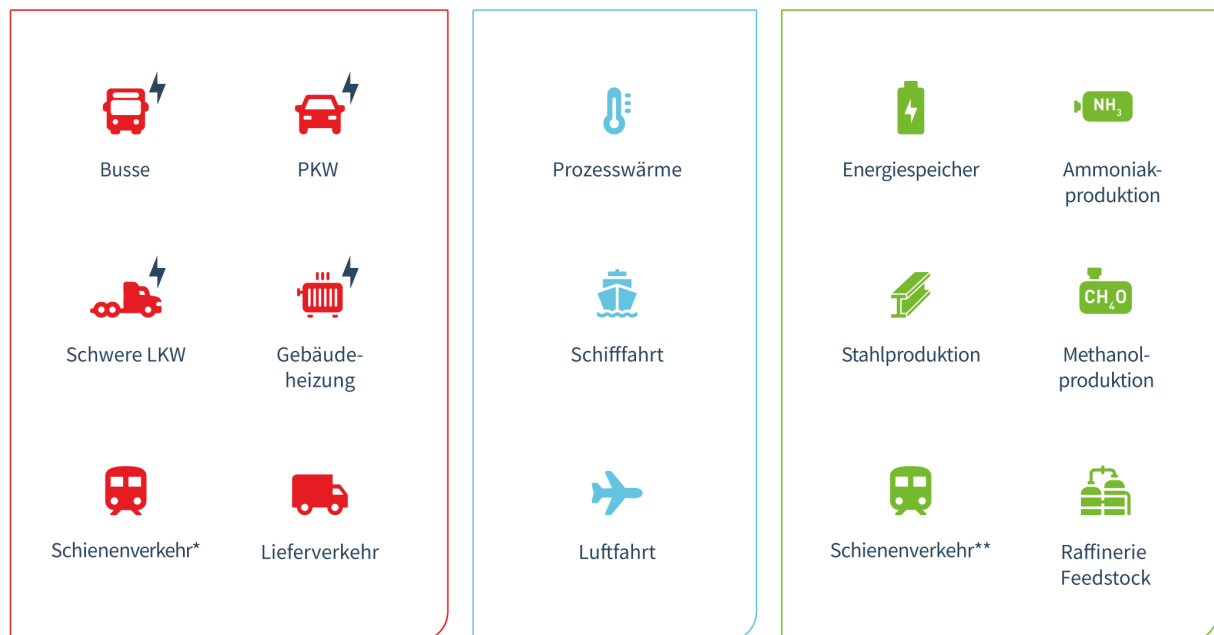 Busse
PKW
Schwere LKW
Gebäude-
heizung
Schienenverkehr*
Lieferverkehr
Prozesswärme
Schifffahrt
Luftfahrt
Energiespeicher
NH₃
Ammoniak-
produktion
Stahlproduktion
CH₄O
Methanol-
produktion
Schienenverkehr**
Raffinerie
Feedstock